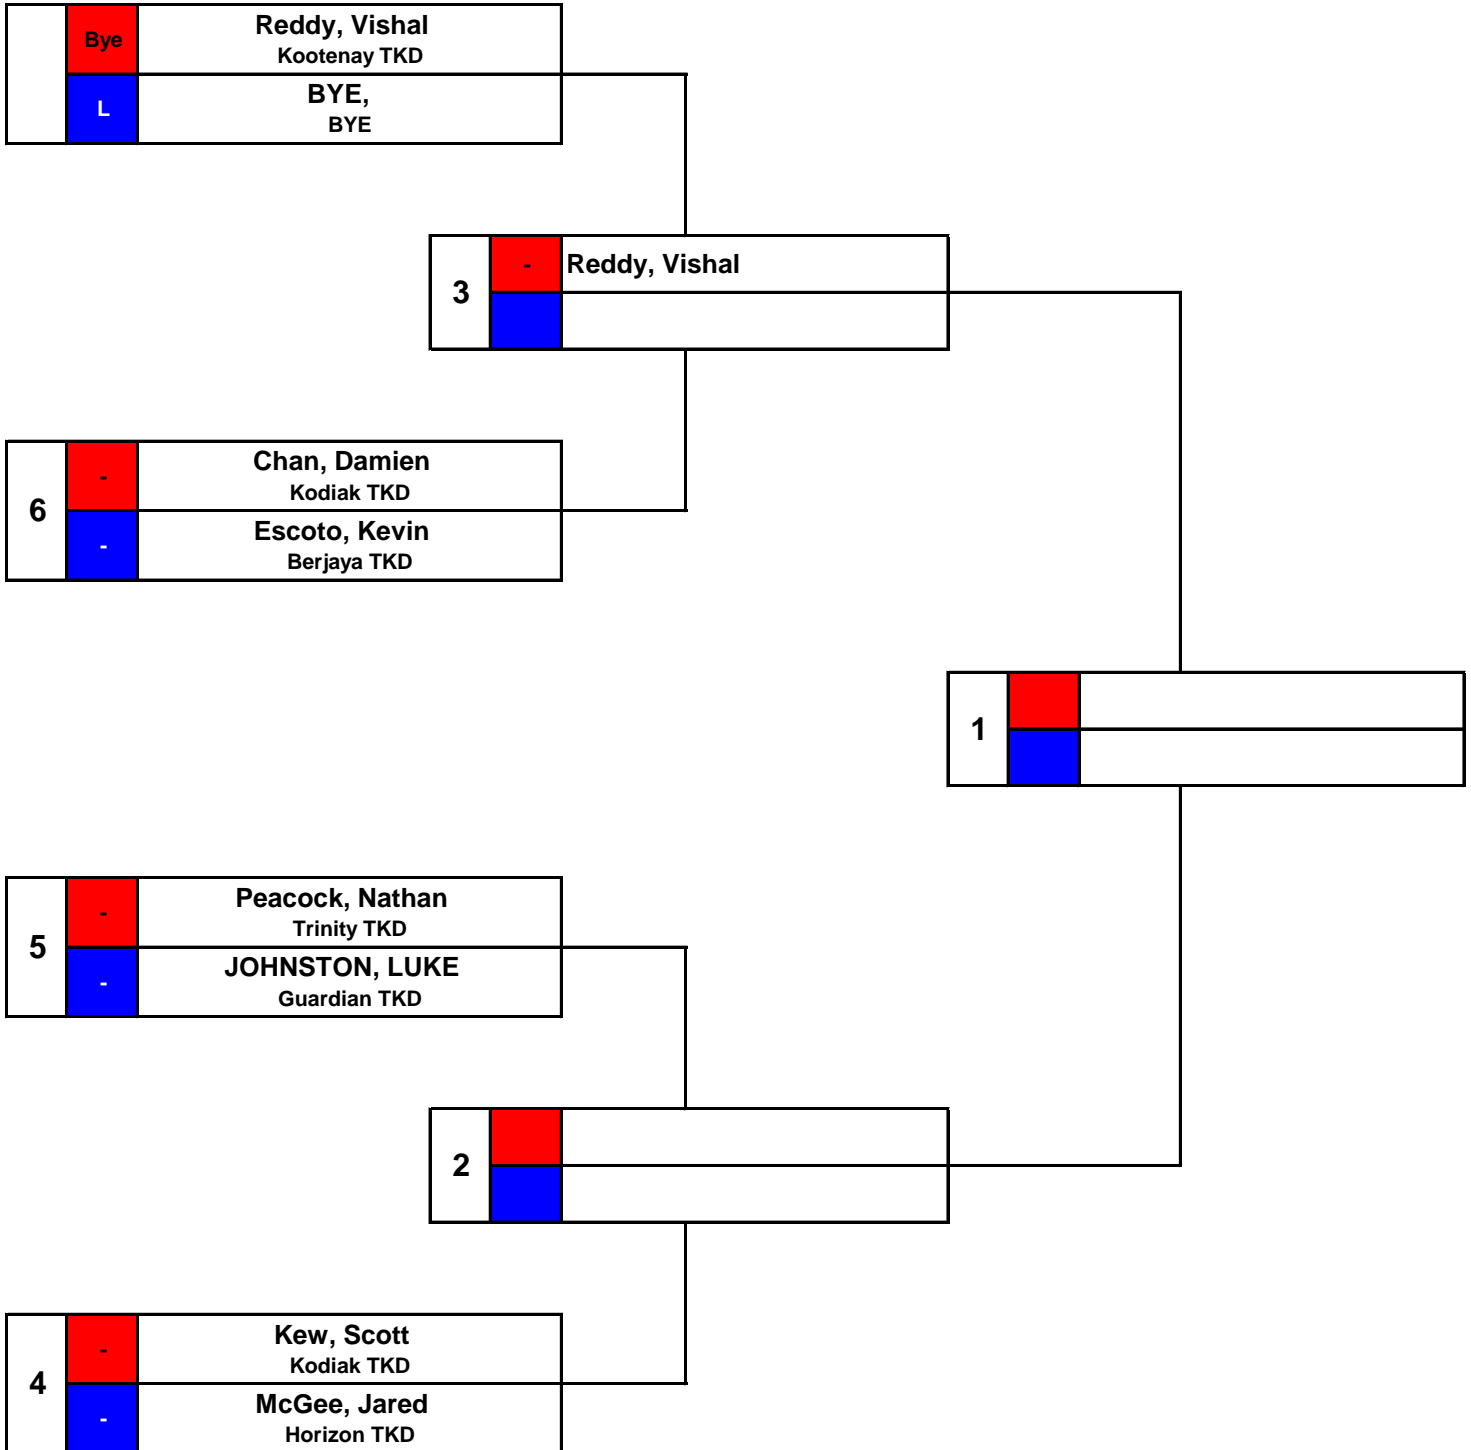 Bye
Reddy, Vishal
Kootenay TKD
L
BYE,
BYE
3
-
Reddy, Vishal
6
-
Chan, Damien
Kodiak TKD
-
Escoto, Kevin
Berjaya TKD
1
5
-
Peacock, Nathan
Trinity TKD
-
JOHNSTON, LUKE
Guardian TKD
2
4
-
Kew, Scott
Kodiak TKD
-
McGee, Jared
Horizon TKD